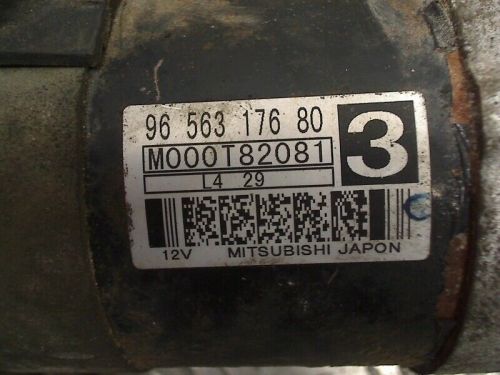 96 563 176 80
3
M000T82081
L4 29
12V MITSUBISHI JAPON